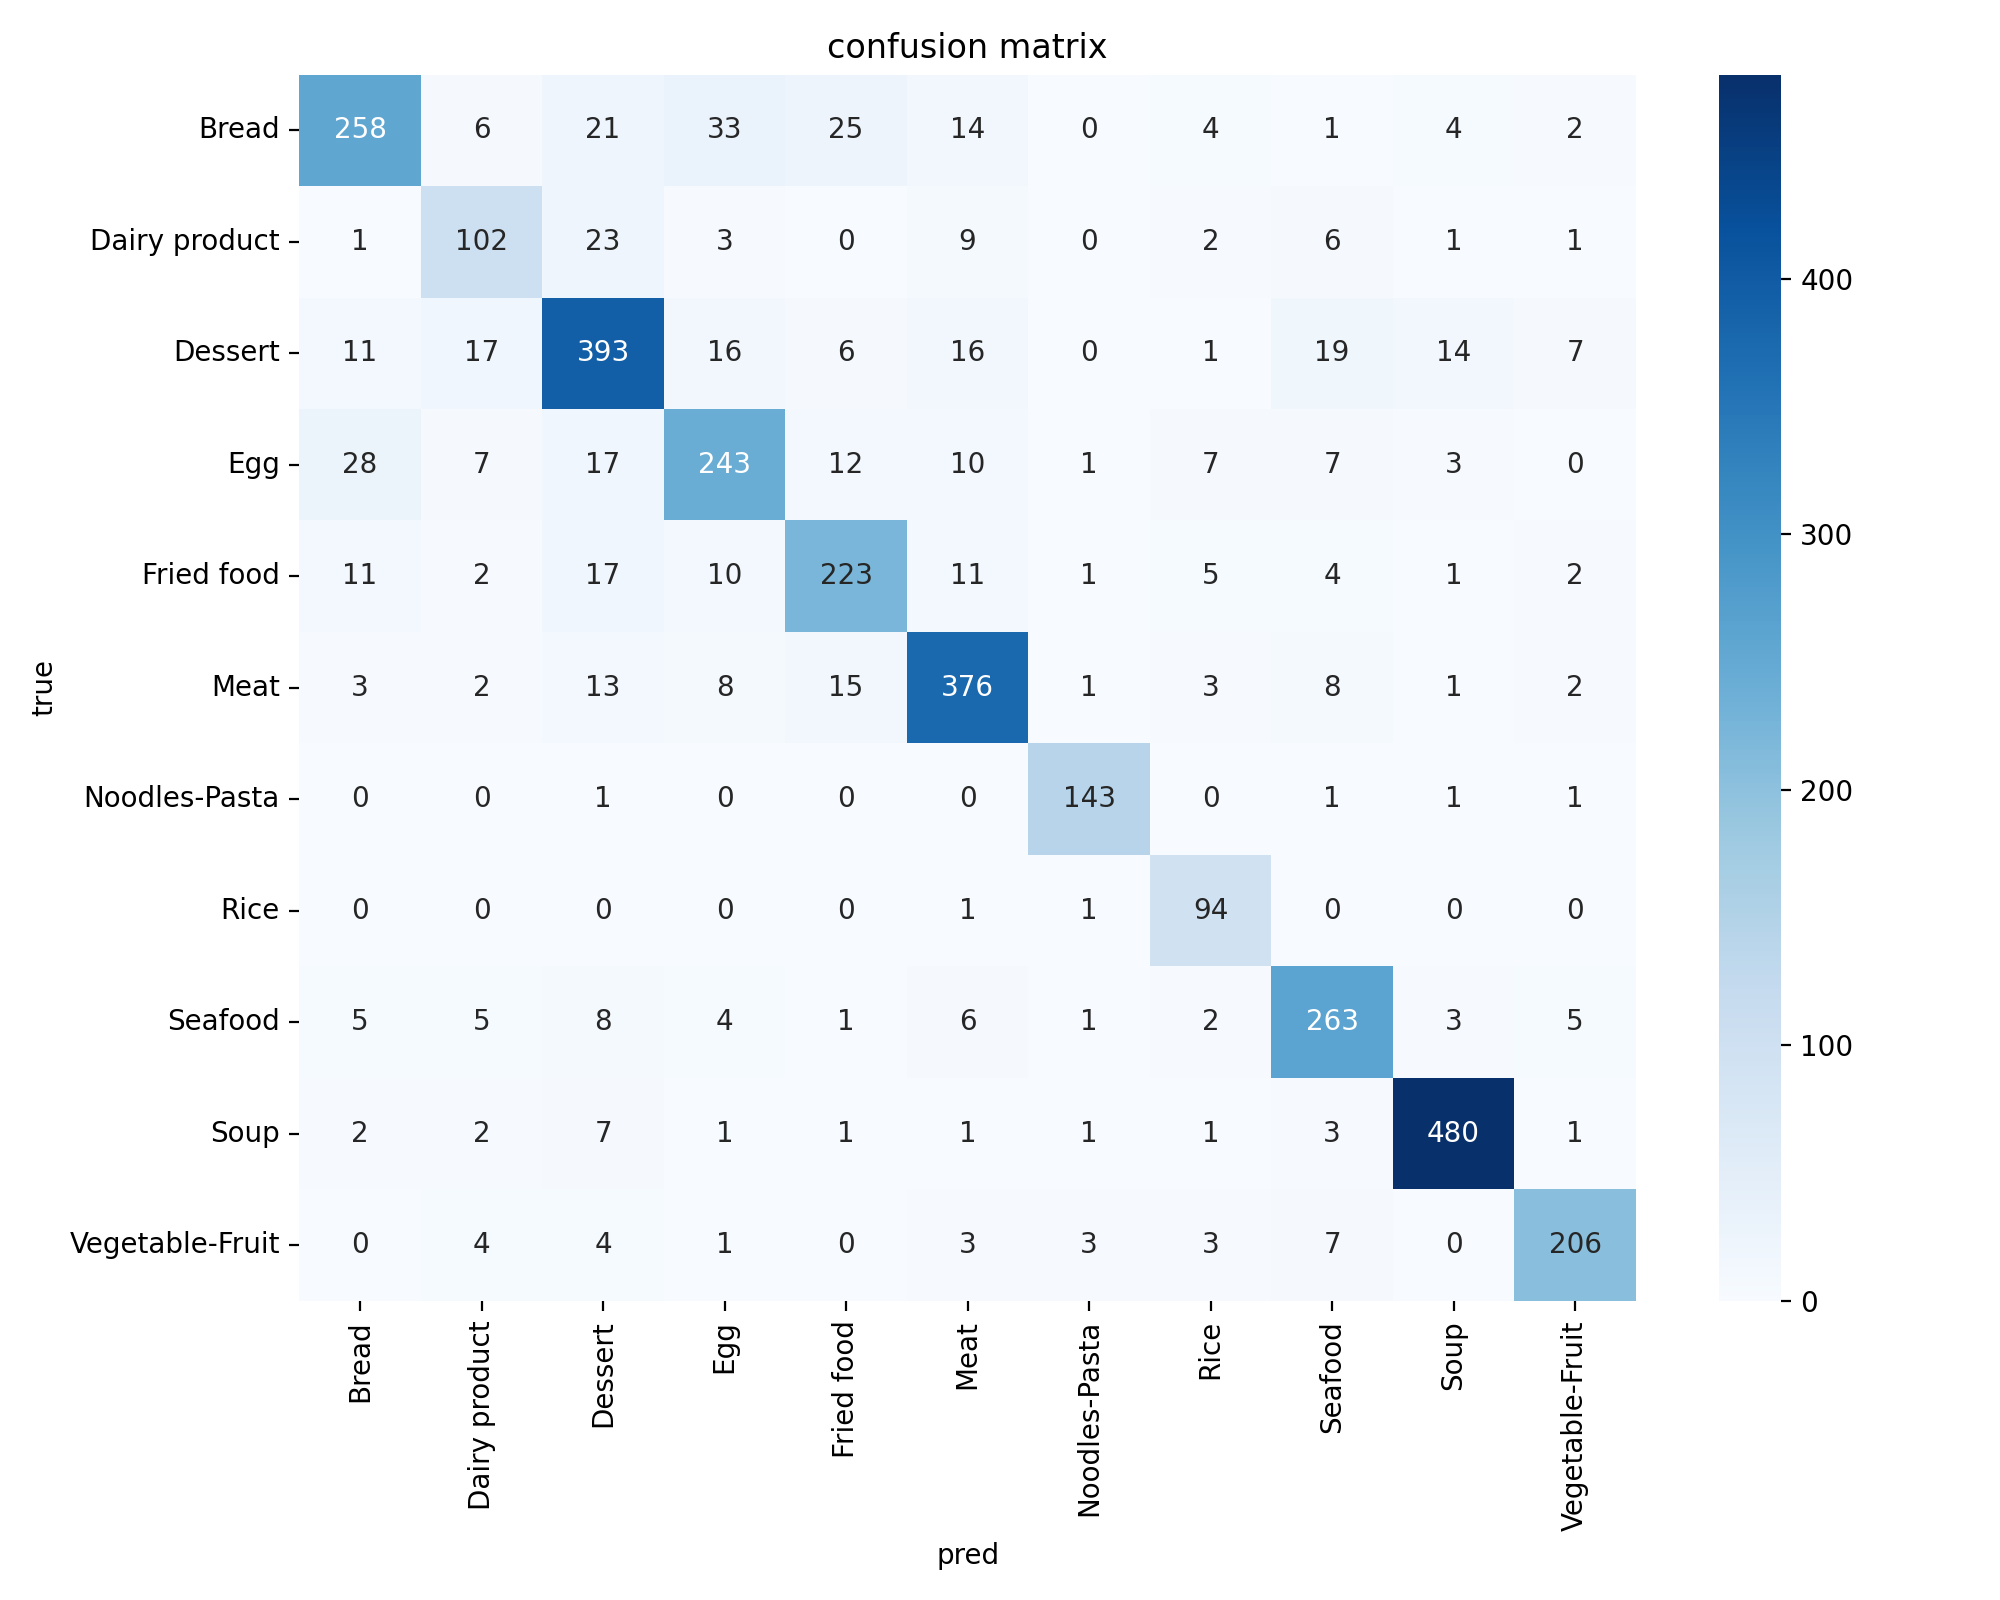 confusion matrix
Bread 258 6 21 33 25 14 0 4 1 4 2
Dairy product 1 102 23 3 0 9 0 2 6 1 1
Dessert 11 17 393 16 6 16 0 1 19 14 7
Egg 28 7 17 243 12 10 1 7 7 3 0
Fried food 11 2 17 10 223 11 1 5 4 1 2
Meat 3 2 13 8 15 376 1 3 8 1 2
Noodles-Pasta 0 0 1 0 0 0 143 0 1 1 1
Rice 0 0 0 0 0 1 1 94 0 0 0
Seafood 5 5 8 4 1 6 1 2 263 3 5
Soup 2 2 7 1 1 1 1 1 3 480 1
Vegetable-Fruit 0 4 4 1 0 3 3 3 7 0 206
true
Bread
Dairy product
Dessert
Egg
Fried food
Meat
Noodles-Pasta
Rice
Seafood
Soup
Vegetable-Fruit
pred
400
300
200
100
0